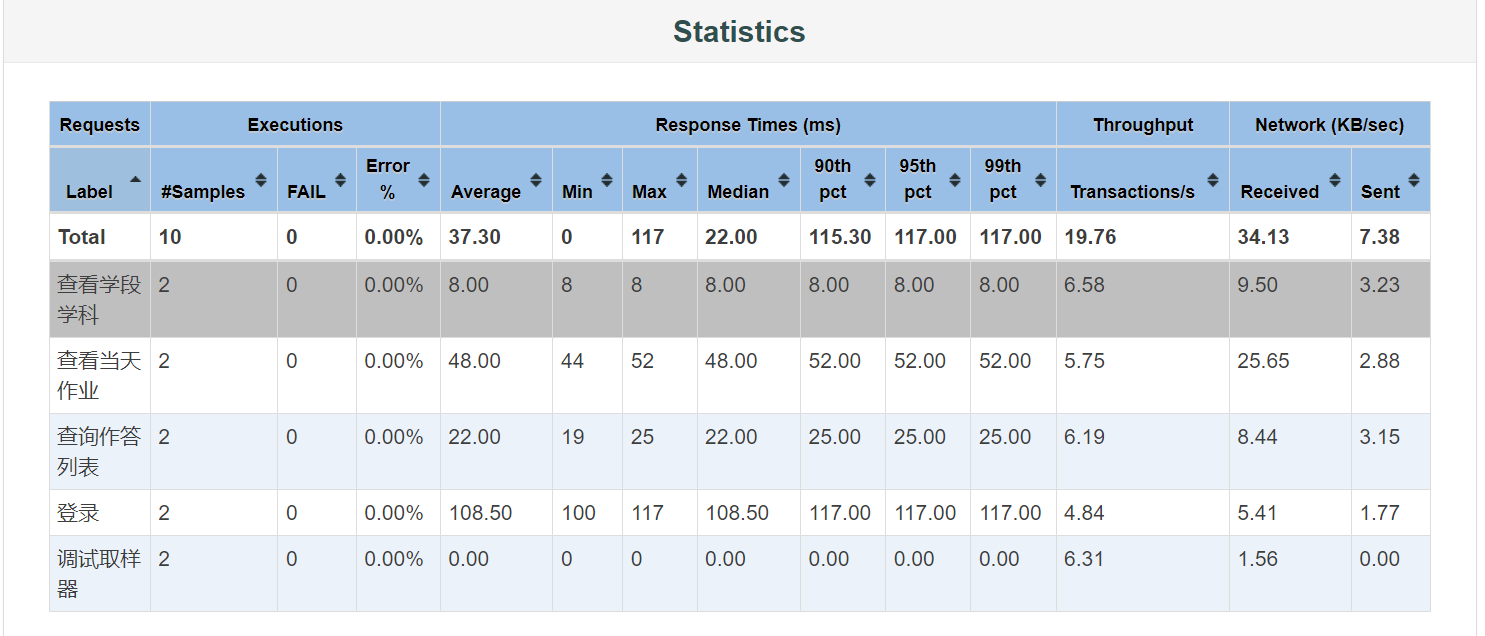 Statistics
Requests Executions Response Times (ms) Throughput Network (KB/sec)
Label #Samples FAIL Error % Average Min Max Median 90th pct 95th pct 99th pct Transactions/s Received Sent
Total 10 0 0.00% 37.30 0 117 22.00 115.30 117.00 117.00 19.76 34.13 7.38
查看学段学科 2 0 0.00% 8.00 8 8 8.00 8.00 8.00 8.00 6.58 9.50 3.23
查看当天作业 2 0 0.00% 48.00 44 52 48.00 52.00 52.00 52.00 5.75 25.65 2.88
查询作答列表 2 0 0.00% 22.00 19 25 22.00 25.00 25.00 25.00 6.19 8.44 3.15
登录 2 0 0.00% 108.50 100 117 108.50 117.00 117.00 117.00 4.84 5.41 1.77
调试取样器 2 0 0.00% 0.00 0 0 0.00 0.00 0.00 0.00 6.31 1.56 0.00